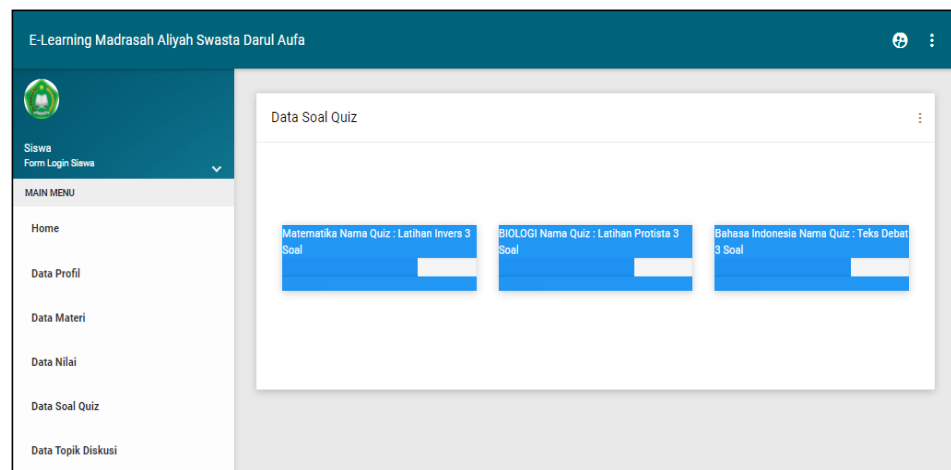 E-Learning Madrasah Aliyah Swasta Darul Aufa
Siswa
Form Login Siswa
MAIN MENU
Home
Data Profil
Data Materi
Data Nilai
Data Soal Quiz
Data Topik Diskusi
Data Soal Quiz
Matematika Nama Quiz : Latihan Invers 3
Soal
BIOLOGI Nama Quiz : Latihan Protista 3
Soal
Bahasa Indonesia Nama Quiz : Teks Debat
3 Soal